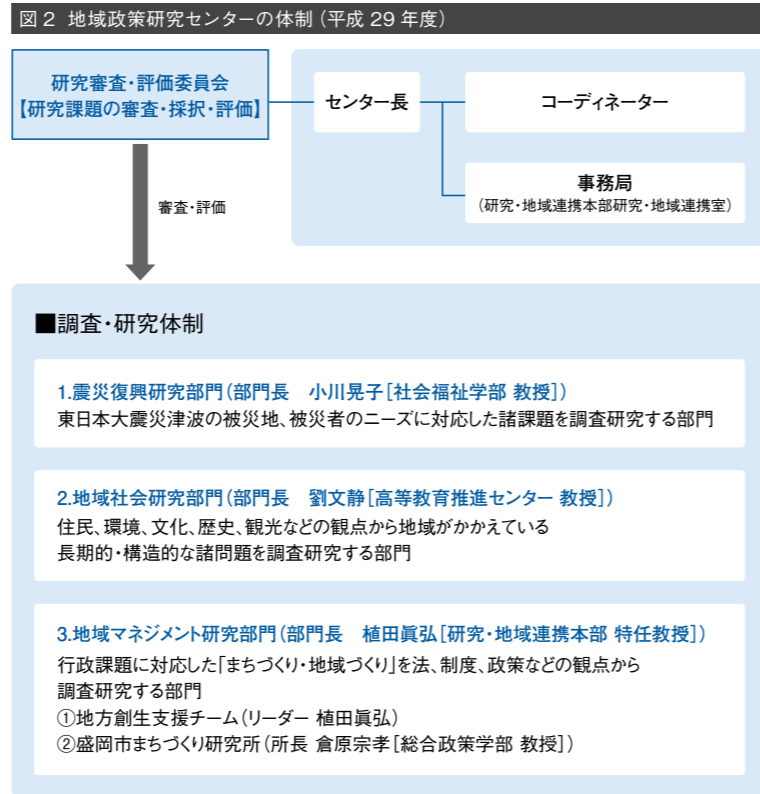 図2 地域政策研究センターの体制（平成 29 年度）
研究審査・評価委員会
【研究課題の審査・採択・評価】
センター長
コーディネーター
事務局
（研究・地域連携本部研究・地域連携室）
審査・評価
■調査・研究体制
1.震災復興研究部門（部門長　小川晃子［社会福祉学部 教授］）
東日本大震災津波の被災地、被災者のニーズに対応した諸課題を調査研究する部門
2.地域社会研究部門（部門長　劉文静［高等教育推進センター 教授］）
住民、環境、文化、歴史、観光などの観点から地域がかかえている
長期的・構造的な諸問題を調査研究する部門
3.地域マネジメント研究部門（部門長　植田眞弘［研究・地域連携本部 特任教授］）
行政課題に対応した「まちづくり・地域づくり」を法、制度、政策などの観点から
調査研究する部門
①地方創生支援チーム（リーダー 植田眞弘）
②盛岡市まちづくり研究所（所長 倉原宗孝［総合政策学部 教授］）